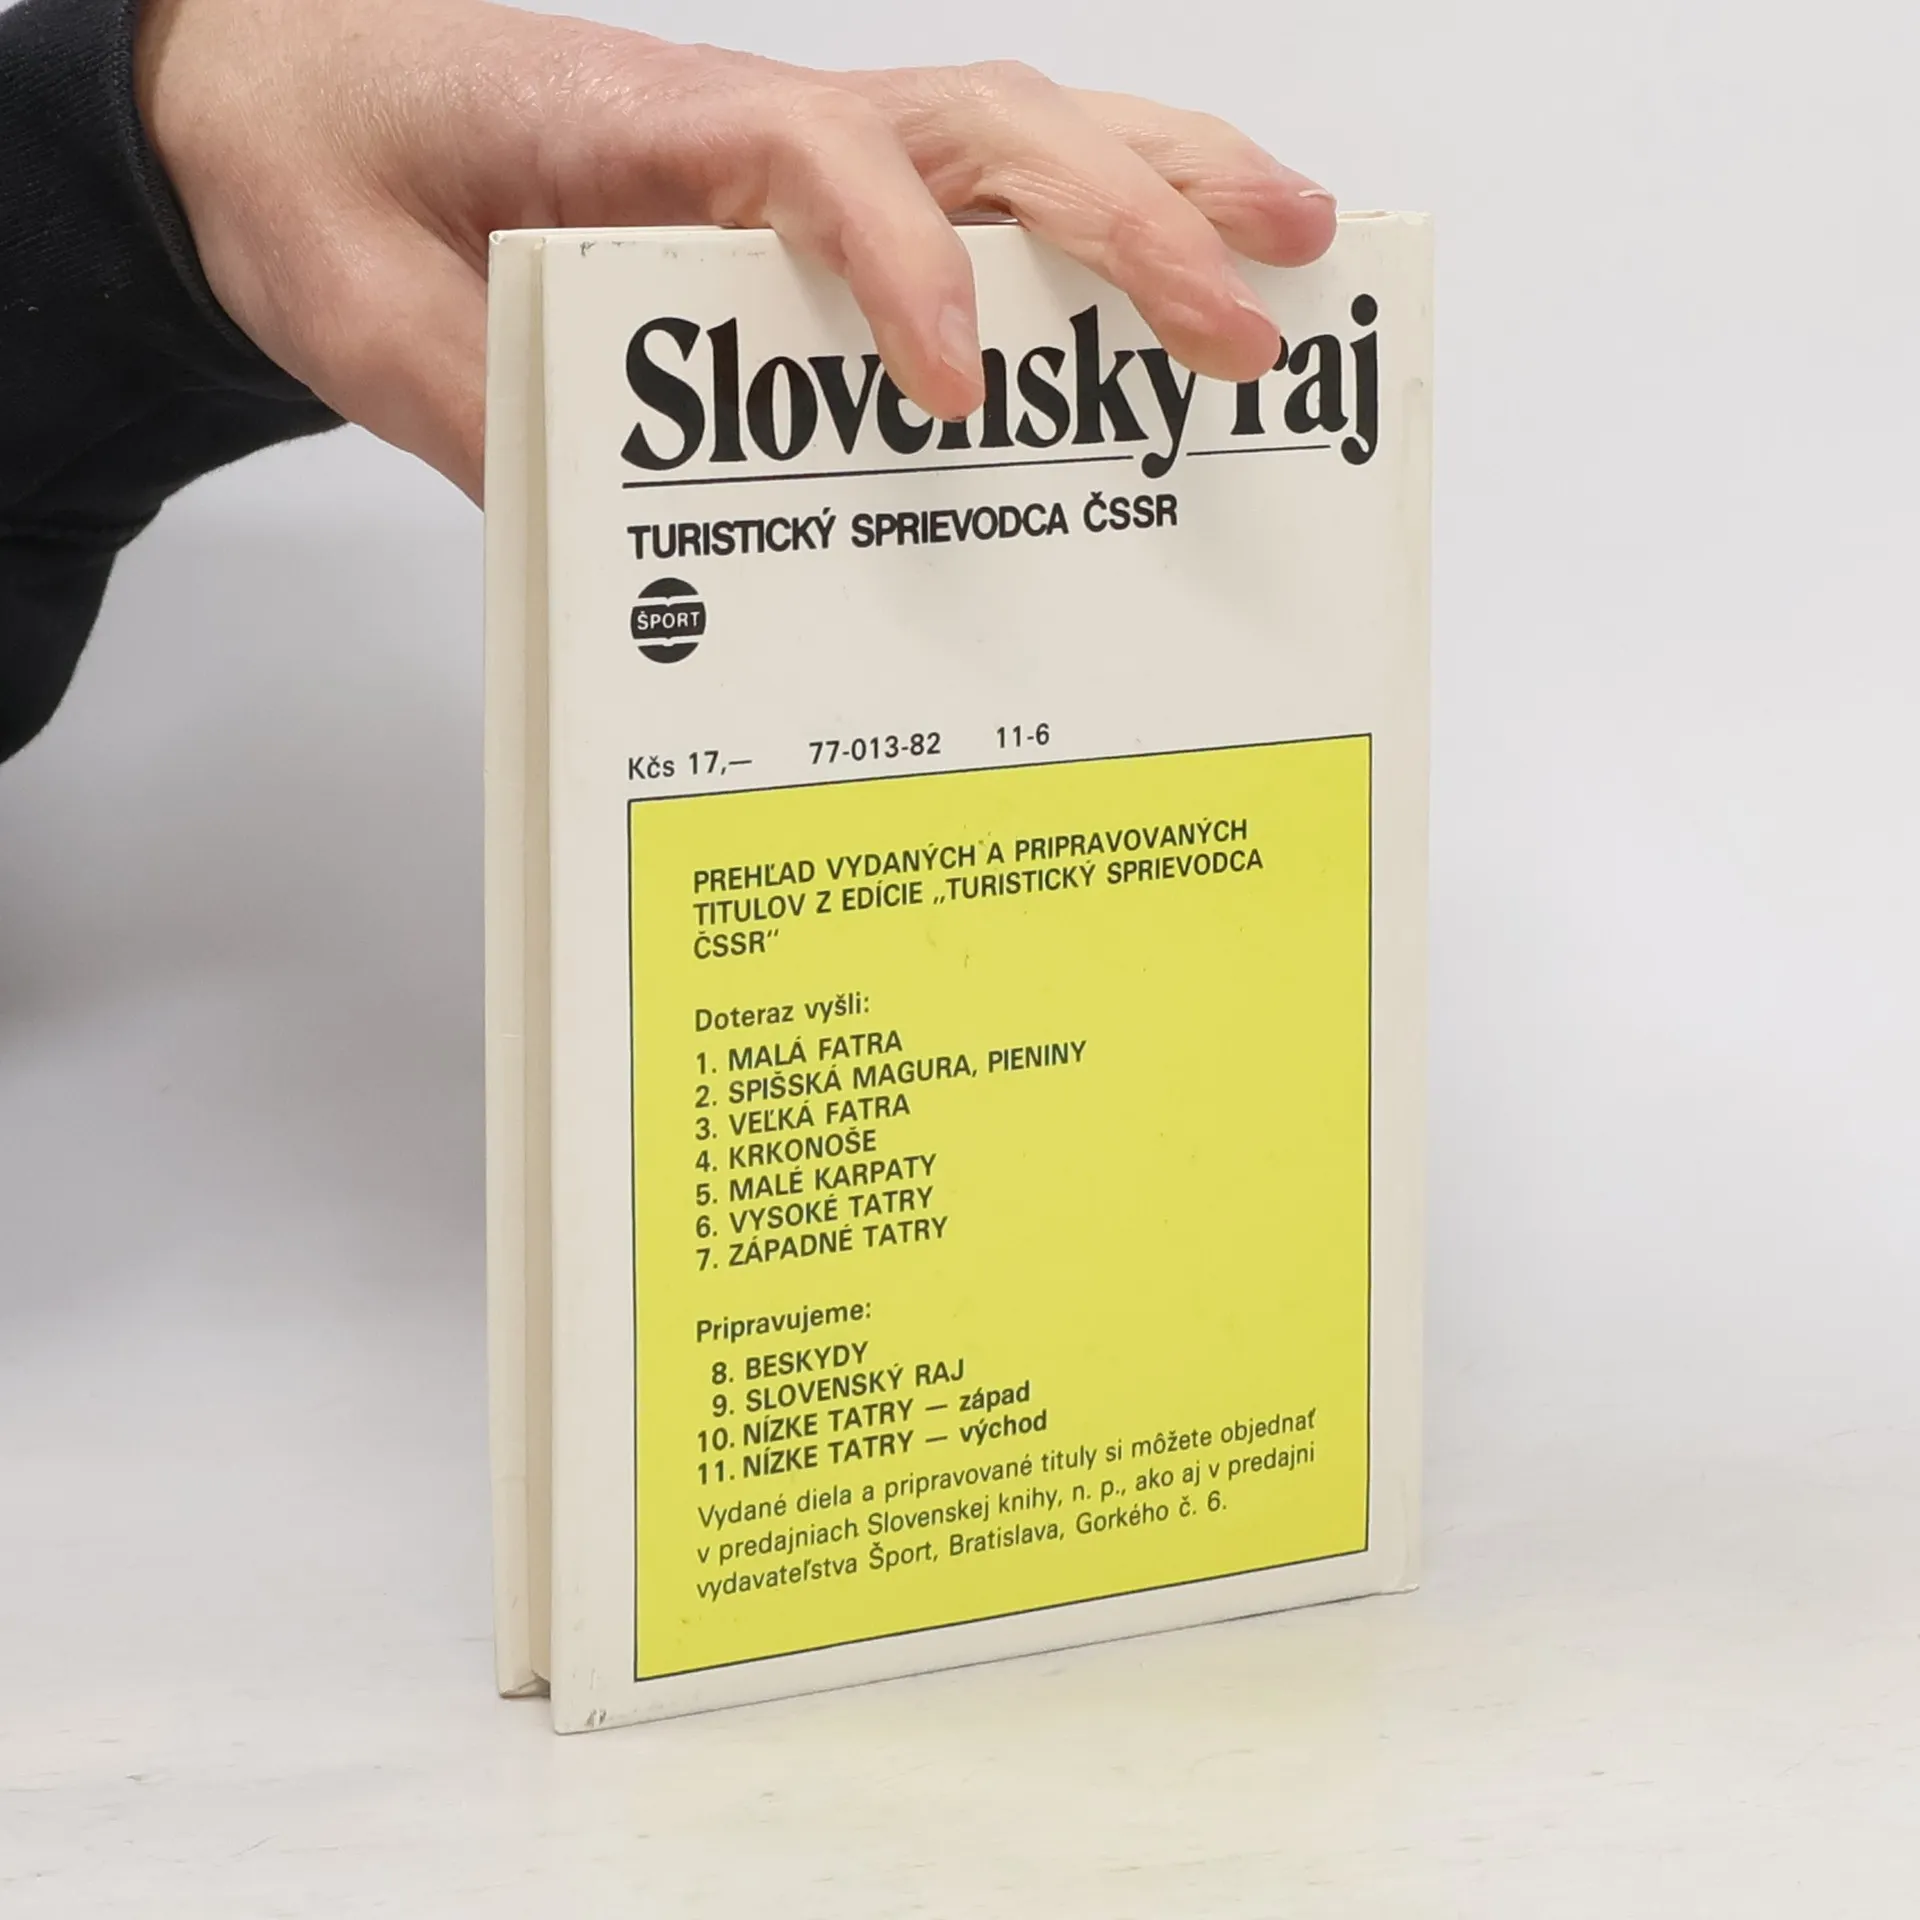 Slovenský raj
TURISTICKÝ SPRIEVODCA ČSSR
ŠPORT
Kčs 17,— 77-013-82 11-6
PREHĽAD VYDANÝCH A PRIPRAVOVANÝCH
TITULOV Z EDÍCIE „TURISTICKÝ SPRIEVODCA
ČSSR“
Doteraz vyšli:
1. MALÁ FATRA
2. SPIŠSKÁ MAGURA, PIENINY
3. VEĽKÁ FATRA
4. KRKONOŠE
5. MALÉ KARPATY
6. VYSOKÉ TATRY
7. ZÁPADNÉ TATRY
Pripravujeme:
8. BESKYDY
9. SLOVENSKÝ RAJ
10. NÍZKE TATRY — západ
11. NÍZKE TATRY — východ
Vydané diela a pripravované tituly si môžete objednať
v predajniach Slovenskej knihy, n. p., ako aj v predajni
vydavateľstva Šport, Bratislava, Gorkého č. 6.